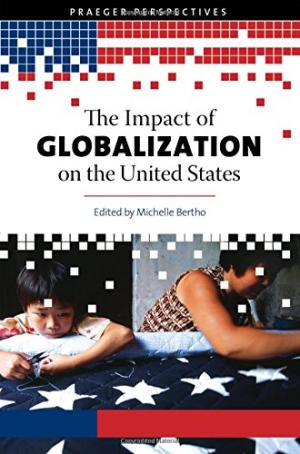 PRAEGER PERSPECTIVES
The Impact of
GLOBALIZATION
on the United States
Edited by Michelle Bertho